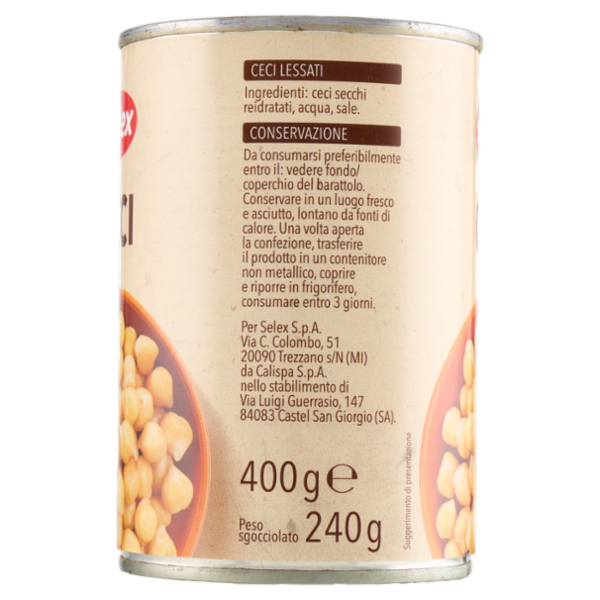 CECI LESSATI
Ingredienti: ceci secchi
reidratati, acqua, sale.
CONSERVAZIONE
Da consumarsi preferibilmente
entro il: vedere fondo/
coperchio del barattolo.
Conservare in un luogo fresco
e asciutto, lontano da fonti di
calore. Una volta aperta
la confezione, trasferire
il prodotto in un contenitore
non metallico, coprire
e riporre in frigorifero,
consumare entro 3 giorni.
Per Selex S.p.A.
Via C. Colombo, 51
20090 Trezzano s/N (MI)
da Calispa S.p.A.
nello stabilimento di
Via Luigi Guerrasio, 147
84083 Castel San Giorgio (SA).
400 g e
Peso
sgocciolato 240 g
Suggerimento di presentazione
lex
CI